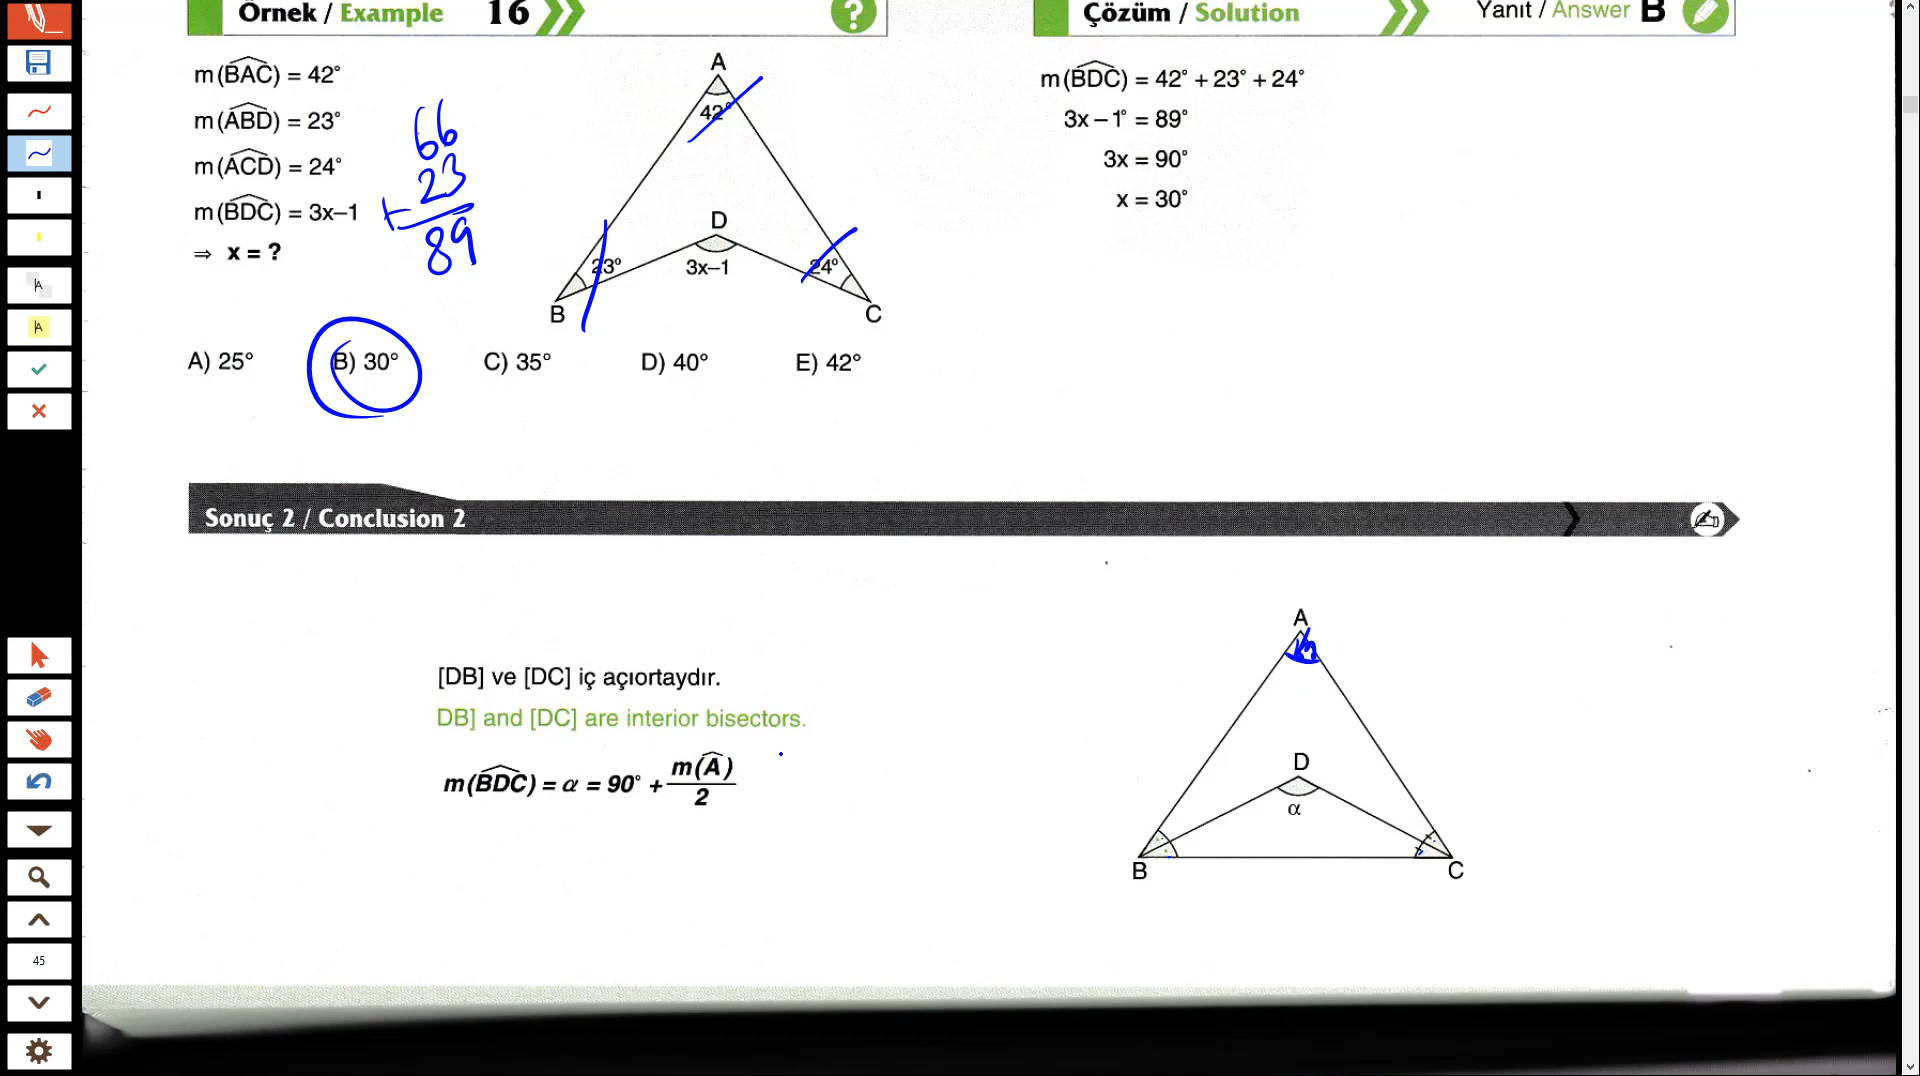 Örnek / Example 16
?
Çözüm / Solution
Yanıt / Answer B
m(BAC) = 42°
m(ABD) = 23°
m(ACD) = 24°
m(BDC) = 3x–1
⇒ x = ?
66
23
+
89
A
42°
D
23°
3x–1
24°
B
C
m(BDC) = 42° + 23° + 24°
3x – 1° = 89°
3x = 90°
x = 30°
A) 25° B) 30° C) 35° D) 40° E) 42°
Sonuç 2 / Conclusion 2
[DB] ve [DC] iç açıortaydır.
DB] and [DC] are interior bisectors.
m(BDC) = α = 90° + m(A)
2
A
D
α
B
C
A
A
45